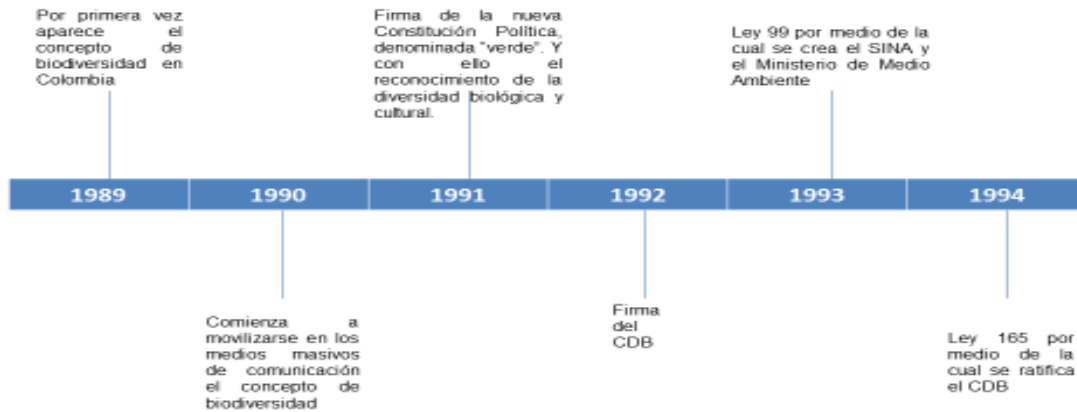 Por primera vez
aparece el
concepto de
biodiversidad en
Colombia
Firma de la nueva
Constitución Política,
denominada "verde". Y
con ello el
reconocimiento de la
diversidad biológica y
cultural.
Ley 99 por medio de la
cual se crea el SINA y
el Ministerio de Medio
Ambiente
1989 1990 1991 1992 1993 1994
Comienza a
movilizarse en los
medios masivos
de comunicación
el concepto de
biodiversidad
Firma
del
CDB
Ley 165 por
medio de la
cual se ratifica
el CDB